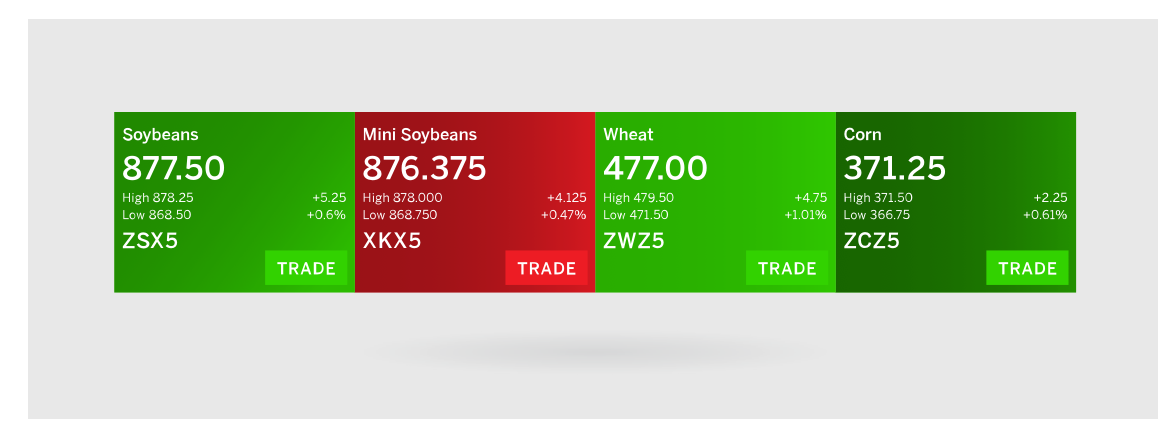 Soybeans
877.50
High 878.25 +5.25
Low 868.50 +0.6%
ZSX5
TRADE
Mini Soybeans
876.375
High 878.000 +4.125
Low 868.750 +0.47%
XKX5
TRADE
Wheat
477.00
High 479.50 +4.75
Low 471.50 +1.01%
ZWZ5
TRADE
Corn
371.25
High 371.50 +2.25
Low 366.75 +0.61%
ZCZ5
TRADE